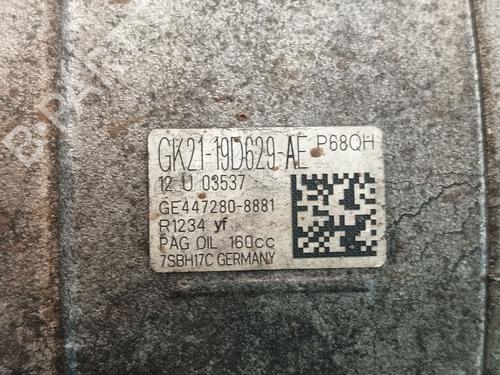 GK21-19D629-AE P68QH
12 U 03537
GE447280-8881
R1234 yf
PAG OIL 160cc
7SBH17C GERMANY